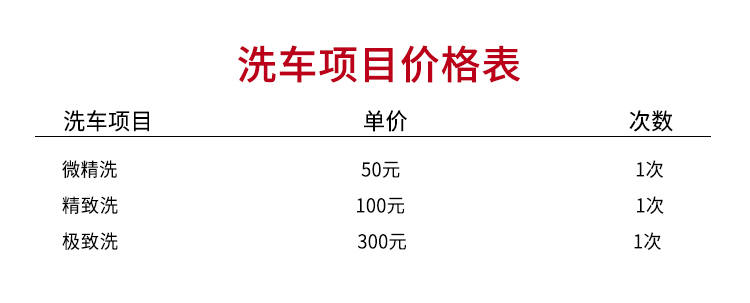 洗车项目价格表
洗车项目 单价 次数
微精洗 50元 1次
精致洗 100元 1次
极致洗 300元 1次